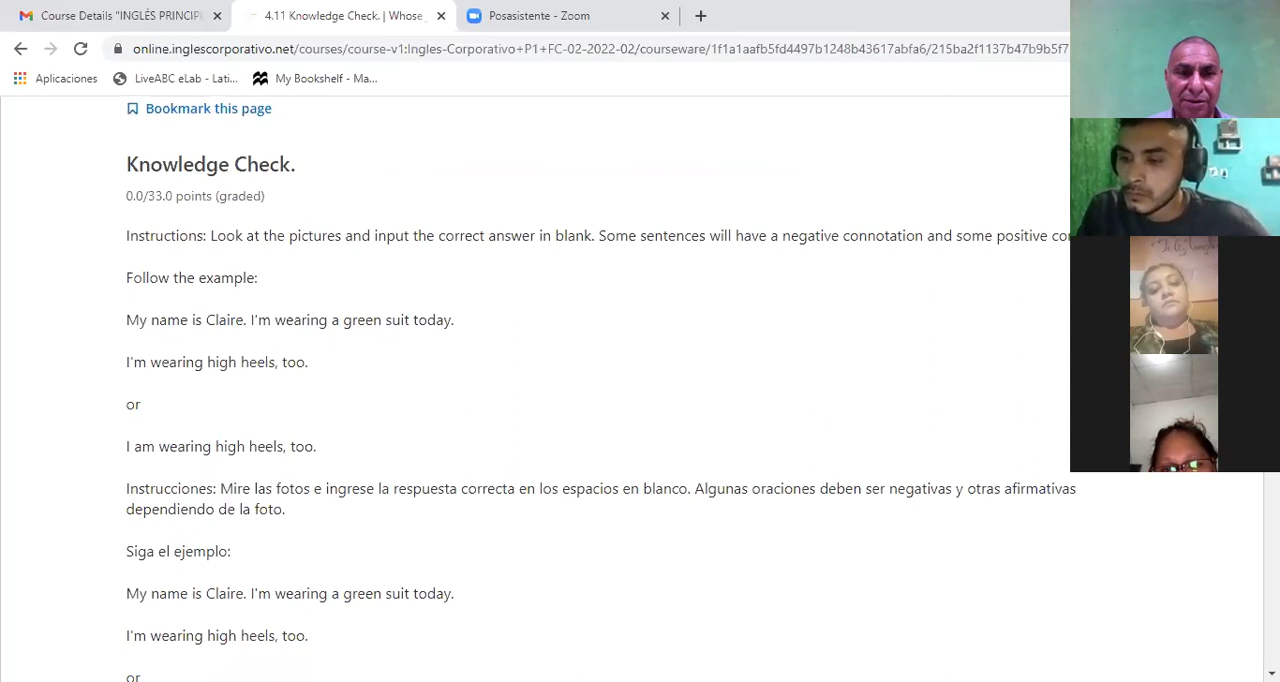 Course Details "INGLÉS PRINCIPI
4.11 Knowledge Check. | Whose
Posasistente - Zoom
online.inglescorporativo.net/courses/course-v1:Ingles-Corporativo+P1+FC-02-2022-02/courseware/1f1a1aafb5fd4497b1248b43617abfa6/215ba2f1137b47b9b5f7
Aplicaciones
LiveABC eLab - Lati...
My Bookshelf - Ma...
Bookmark this page
Knowledge Check.
0.0/33.0 points (graded)
Instructions: Look at the pictures and input the correct answer in blank. Some sentences will have a negative connotation and some positive co
Follow the example:
My name is Claire. I'm wearing a green suit today.
I'm wearing high heels, too.
or
I am wearing high heels, too.
Instrucciones: Mire las fotos e ingrese la respuesta correcta en los espacios en blanco. Algunas oraciones deben ser negativas y otras afirmativas
dependiendo de la foto.
Siga el ejemplo:
My name is Claire. I'm wearing a green suit today.
I'm wearing high heels, too.
or